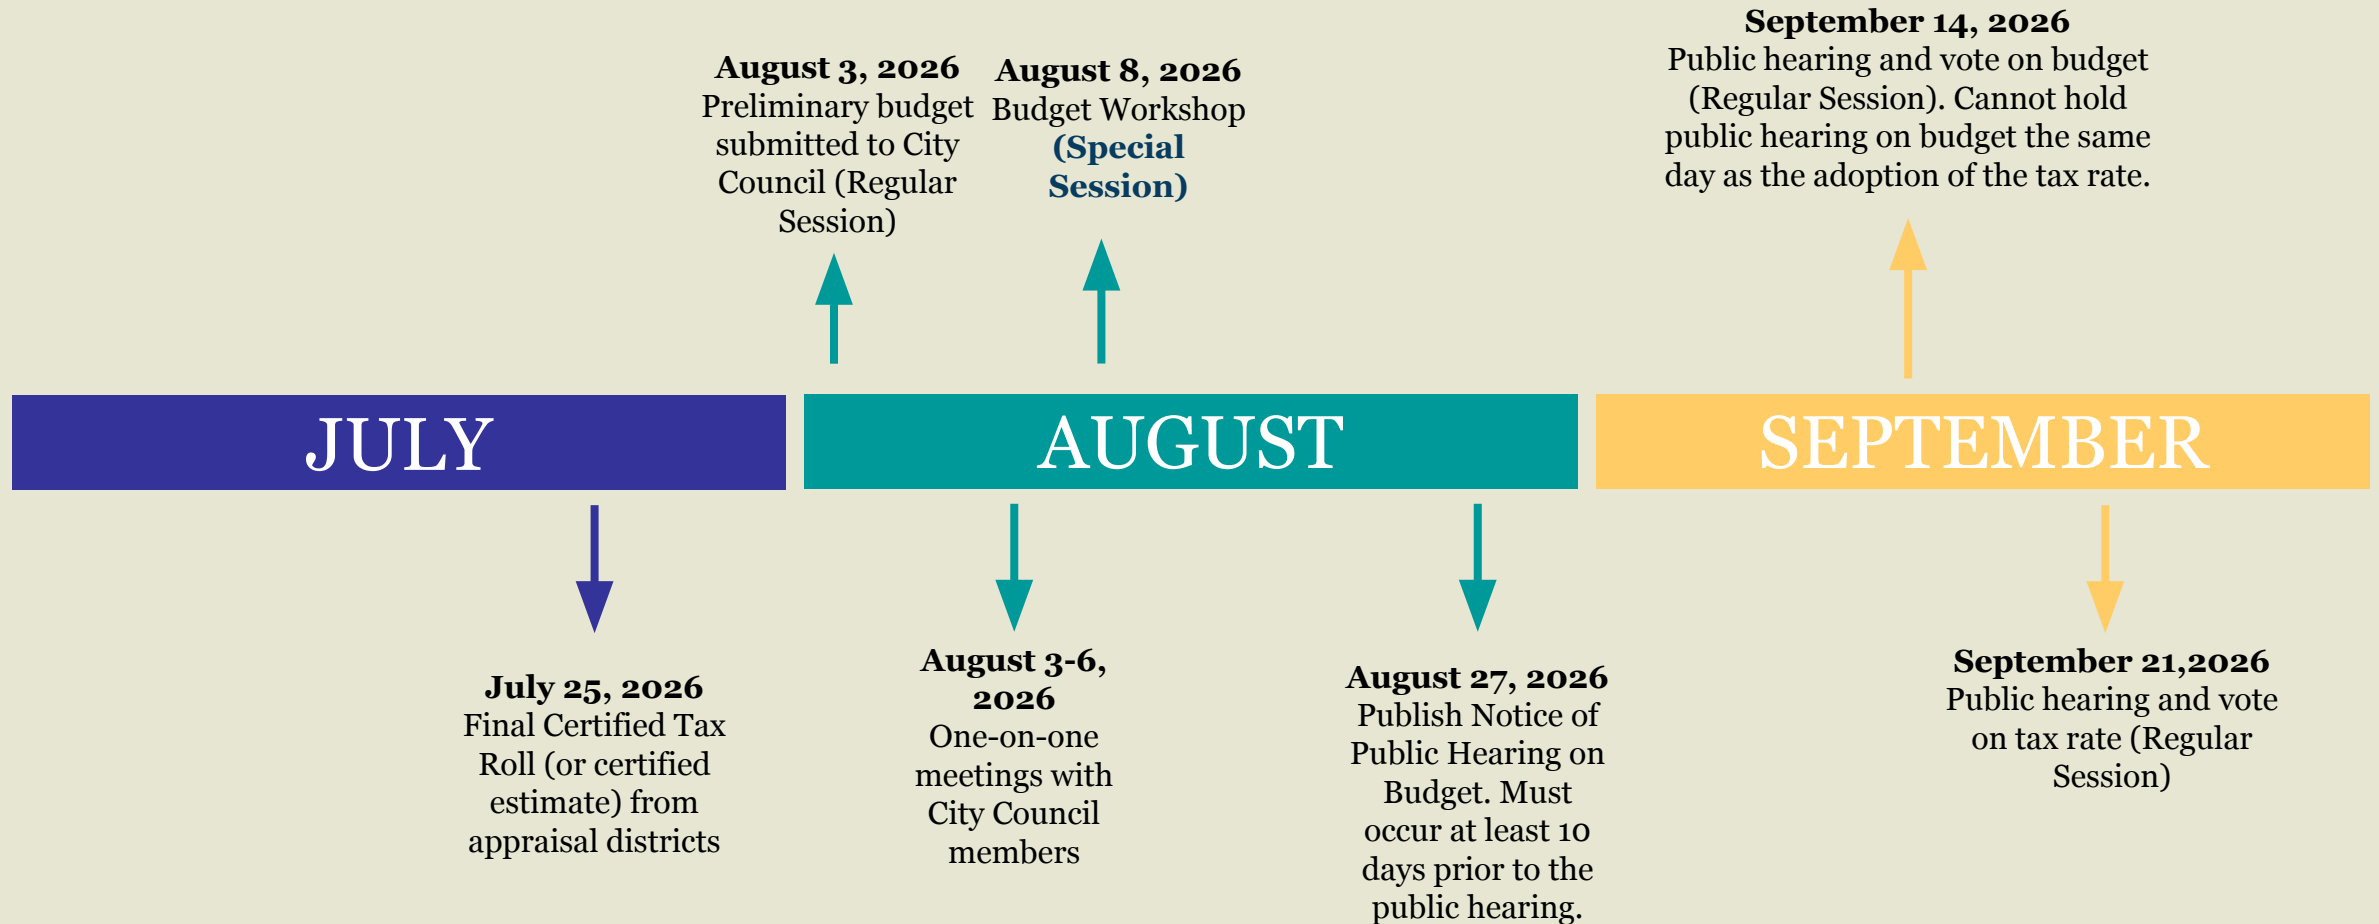 August 3, 2026
Preliminary budget
submitted to City
Council (Regular
Session)
August 8, 2026
Budget Workshop
(Special
Session)
September 14, 2026
Public hearing and vote on budget
(Regular Session). Cannot hold
public hearing on budget the same
day as the adoption of the tax rate.
JULY
AUGUST
SEPTEMBER
July 25, 2026
Final Certified Tax
Roll (or certified
estimate) from
appraisal districts
August 3-6,
2026
One-on-one
meetings with
City Council
members
August 27, 2026
Publish Notice of
Public Hearing on
Budget. Must
occur at least 10
days prior to the
public hearing.
September 21,2026
Public hearing and vote
on tax rate (Regular
Session)